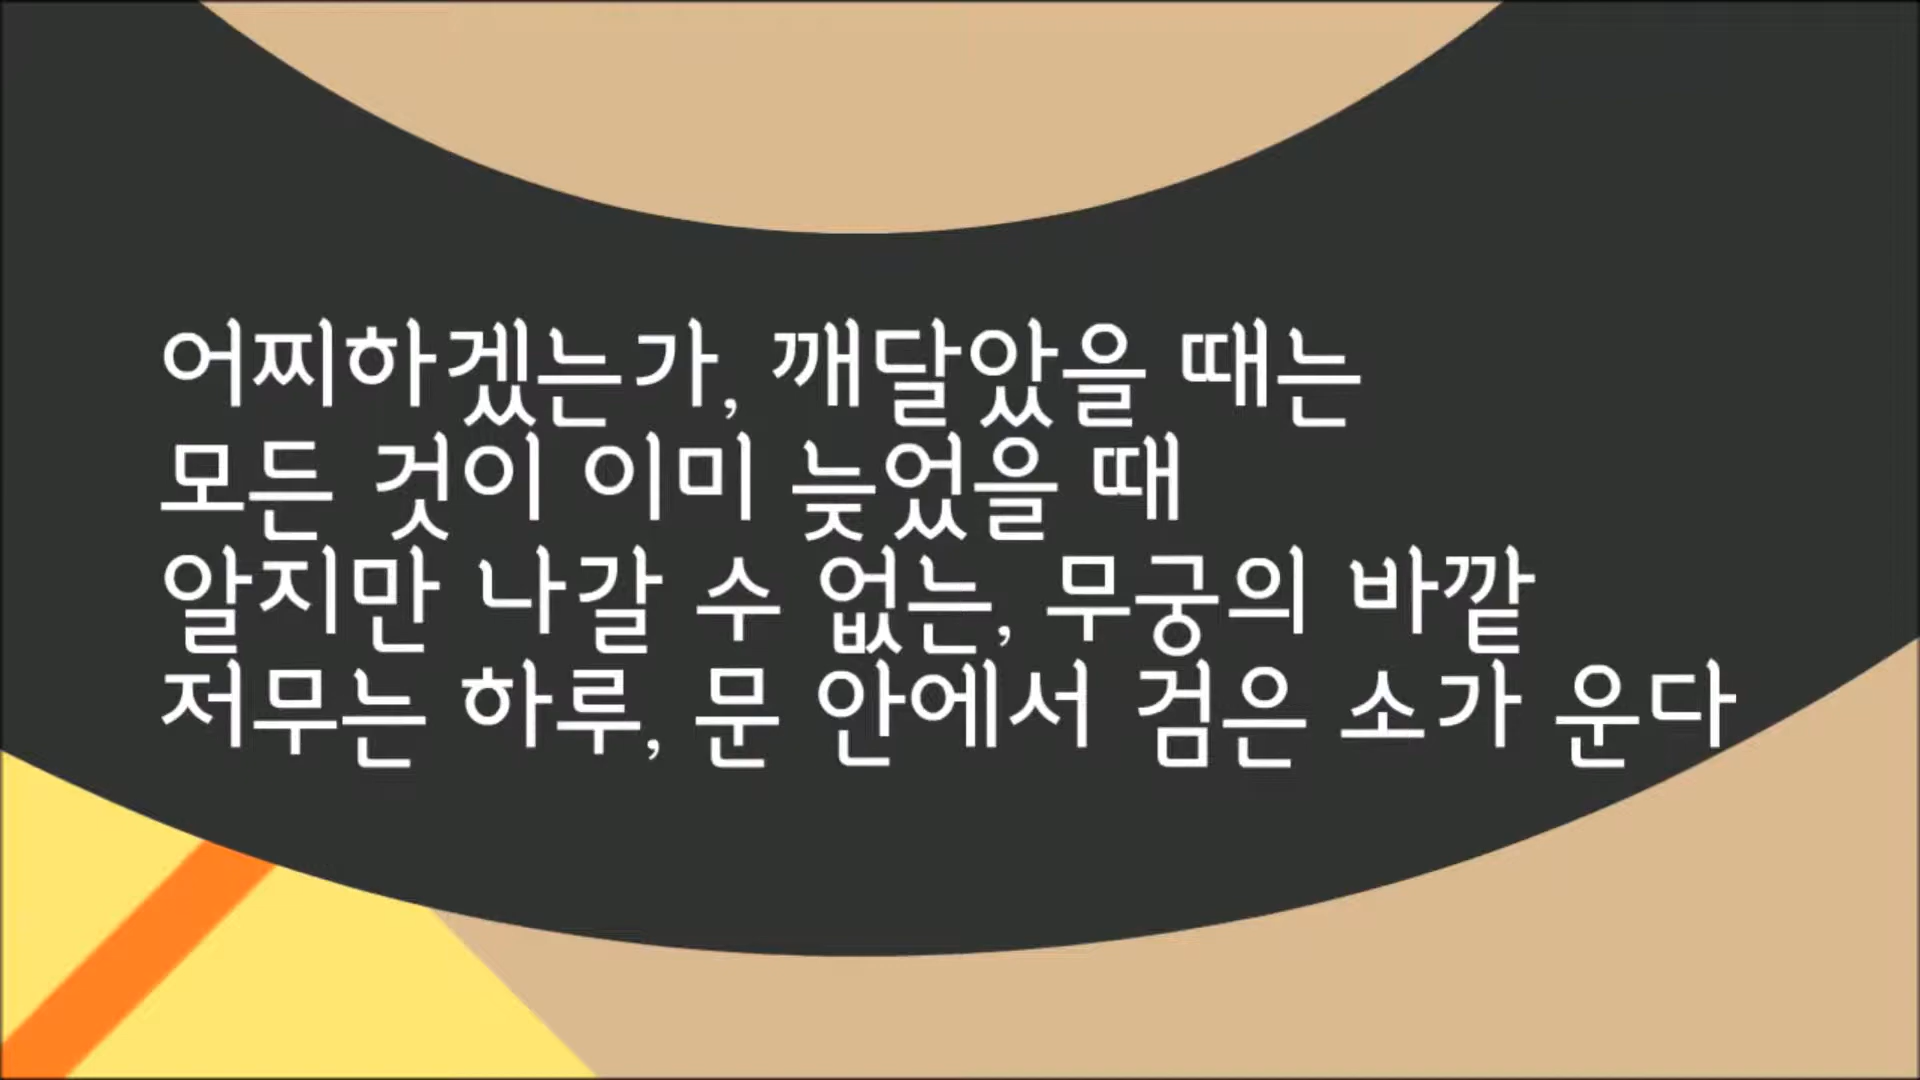 어찌하겠는가, 깨달았을 때는
모든 것이 이미 늦었을 때
알지만 나갈 수 없는, 무궁의 바깥
저무는 하루, 문 안에서 검은 소가 운다